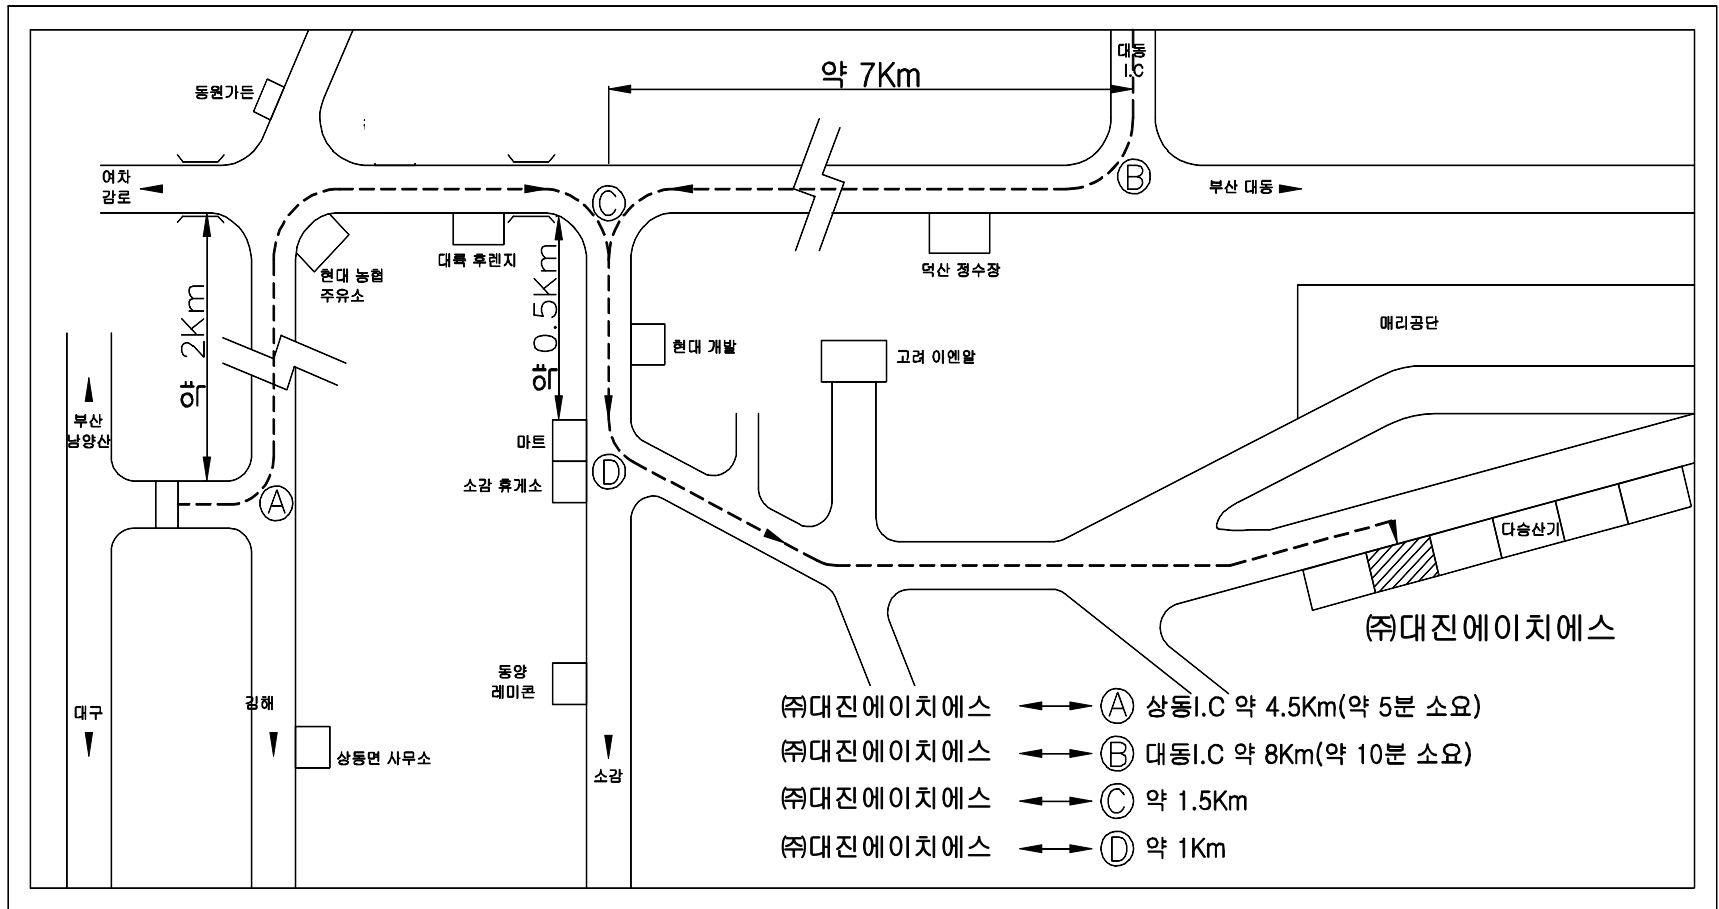 약 7Km
대동
I.C
동원가든
여차
감로
C
B
부산 대동
현대 농협
주유소
대륙 후렌지
덕산 정수장
약 2Km
약 0.5Km
매리공단
현대 개발
고려 이엔알
부산
낭양산
마트
소감 휴게소
A
D
다승산기
㈜대진에이치에스
동양
레미콘
대구
김해
상동면 사무소
소감
㈜대진에이치에스 A 상동I.C 약 4.5Km(약 5분 소요)
㈜대진에이치에스 B 대동I.C 약 8Km(약 10분 소요)
㈜대진에이치에스 C 약 1.5Km
㈜대진에이치에스 D 약 1Km